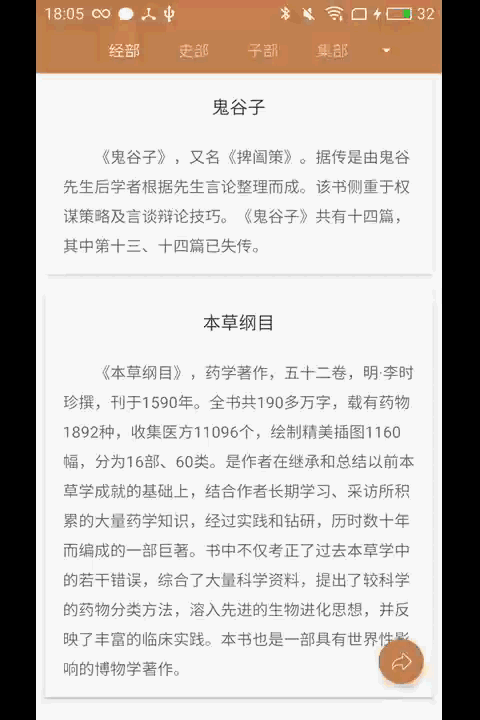 18:05
32
经部 史部 子部 集部
鬼谷子
《鬼谷子》，又名《捭阖策》。据传是由鬼谷
先生后学者根据先生言论整理而成。该书侧重于权
谋策略及言谈辩论技巧。《鬼谷子》共有十四篇，
其中第十三、十四篇已失传。
本草纲目
《本草纲目》，药学著作，五十二卷，明·李时
珍撰，刊于1590年。全书共190多万字，载有药物
1892种，收集医方11096个，绘制精美插图1160
幅，分为16部、60类。是作者在继承和总结以前本
草学成就的基础上，结合作者长期学习、采访所积
累的大量药学知识，经过实践和钻研，历时数十年
而编成的一部巨著。书中不仅考正了过去本草学中
的若干错误，综合了大量科学资料，提出了较科学
的药物分类方法，溶入先进的生物进化思想，并反
映了丰富的临床实践。本书也是一部具有世界性影
响的博物学著作。